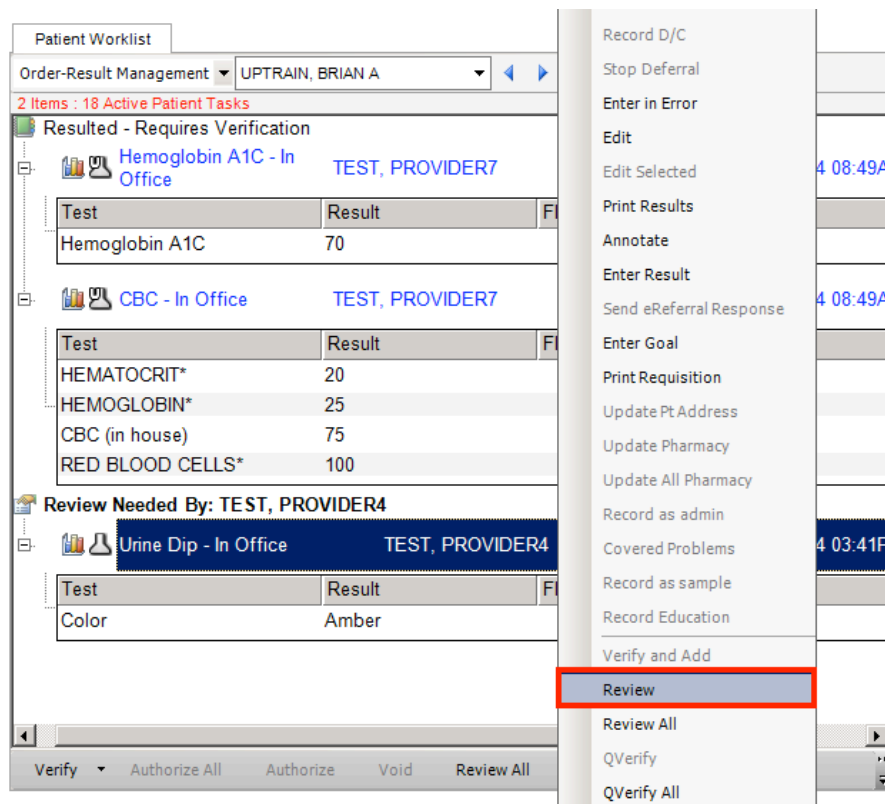 Patient Worklist
Order-Result Management UPTRAIN, BRIAN A
2 Items : 18 Active Patient Tasks
Resulted - Requires Verification
Hemoglobin A1C - In Office TEST, PROVIDER7 4 08:49A
Test Result Fl
Hemoglobin A1C 70
CBC - In Office TEST, PROVIDER7 4 08:49A
Test Result Fl
HEMATOCRIT* 20
HEMOGLOBIN* 25
CBC (in house) 75
RED BLOOD CELLS* 100
Review Needed By: TEST, PROVIDER4
Urine Dip - In Office TEST, PROVIDER4 4 03:41P
Test Result Fl
Color Amber
Verify Authorize All Authorize Void Review All
Record D/C
Stop Deferral
Enter in Error
Edit
Edit Selected
Print Results
Annotate
Enter Result
Send eReferral Response
Enter Goal
Print Requisition
Update Pt Address
Update Pharmacy
Update All Pharmacy
Record as admin
Covered Problems
Record as sample
Record Education
Verify and Add
Review
Review All
QVerify
QVerify All